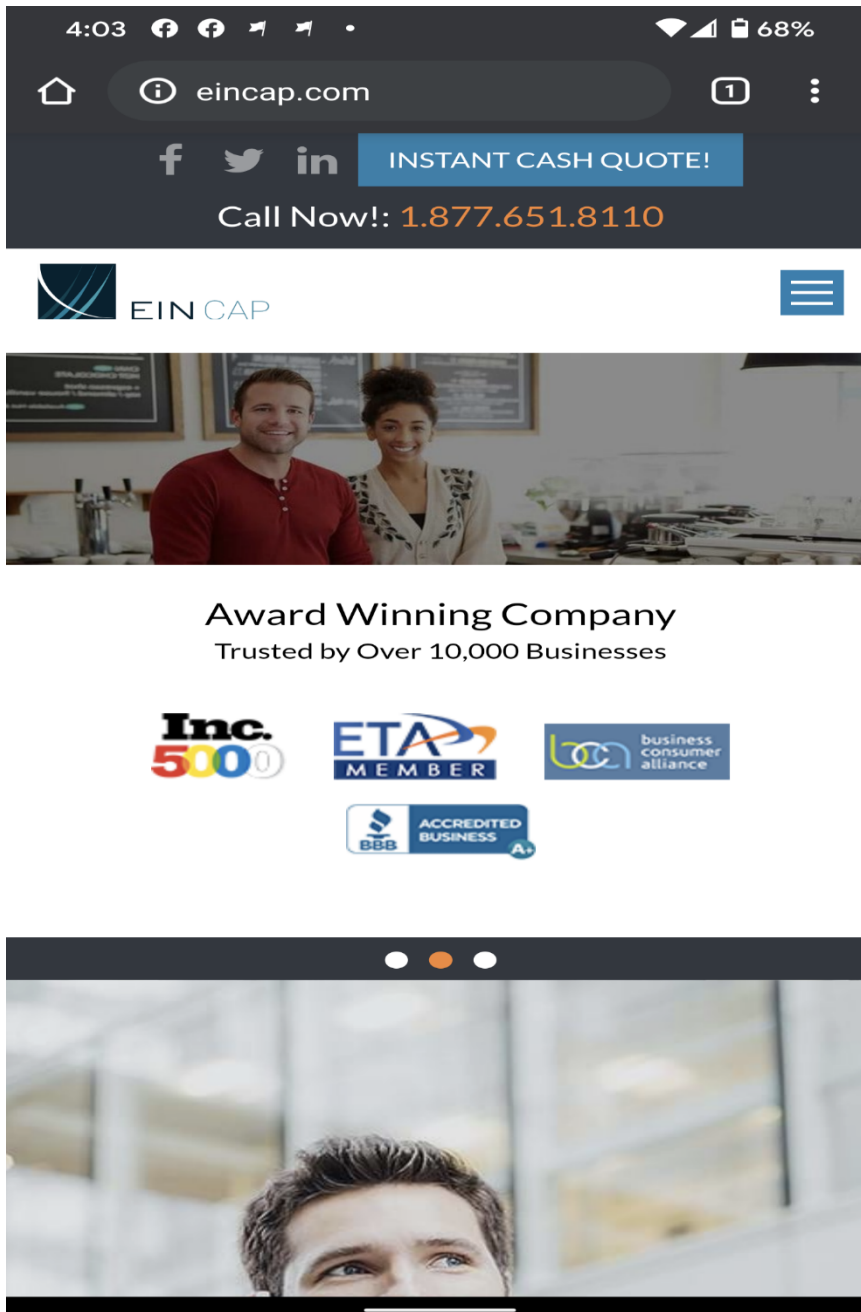 4:03
68%
eincap.com
1
INSTANT CASH QUOTE!
Call Now!: 1.877.651.8110
EIN CAP
Award Winning Company
Trusted by Over 10,000 Businesses
Inc.
5000
ETA
MEMBER
bca
business
consumer
alliance
BBB
ACCREDITED
BUSINESS
A+